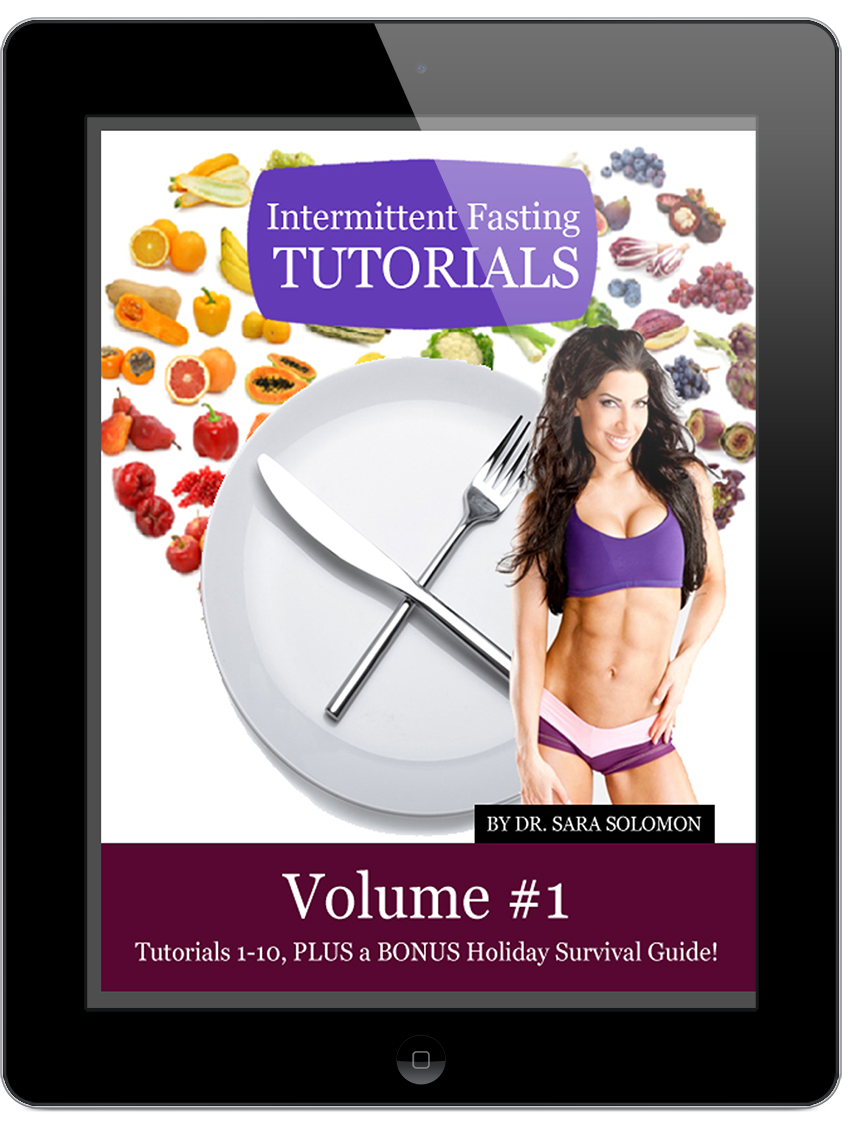 Intermittent Fasting
TUTORIALS
BY DR. SARA SOLOMON
Volume #1
Tutorials 1-10, PLUS a BONUS Holiday Survival Guide!